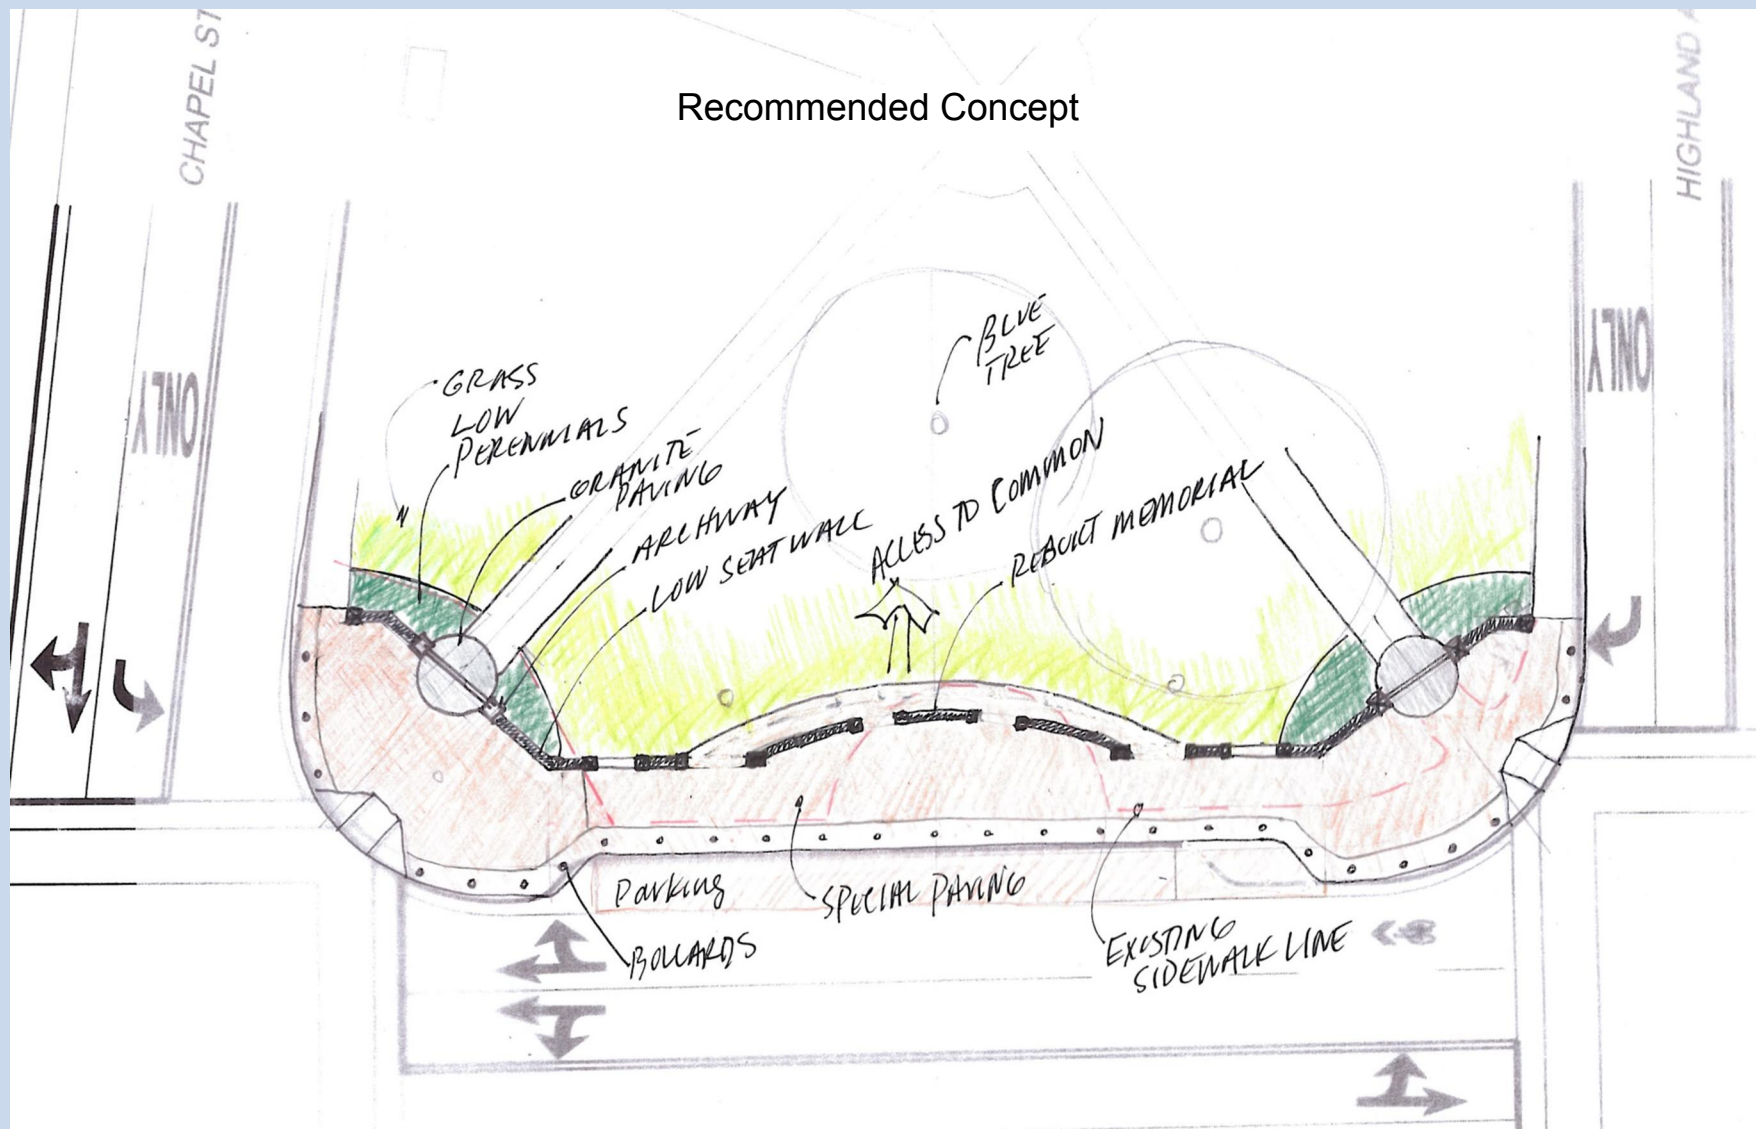 CHAPEL ST
HIGHLAND A
Recommended Concept
BLUE
TREE
ONLY
ONLY
GRASS
LOW
PERENNIALS
GRANITE
PAVING
ARCHWAY
LOW SEAT WALL
ACCESS TO COMMON
REBUILT MEMORIAL
Parking
SPECIAL PAVING
BOLLARDS
EXISTING
SIDEWALK LINE